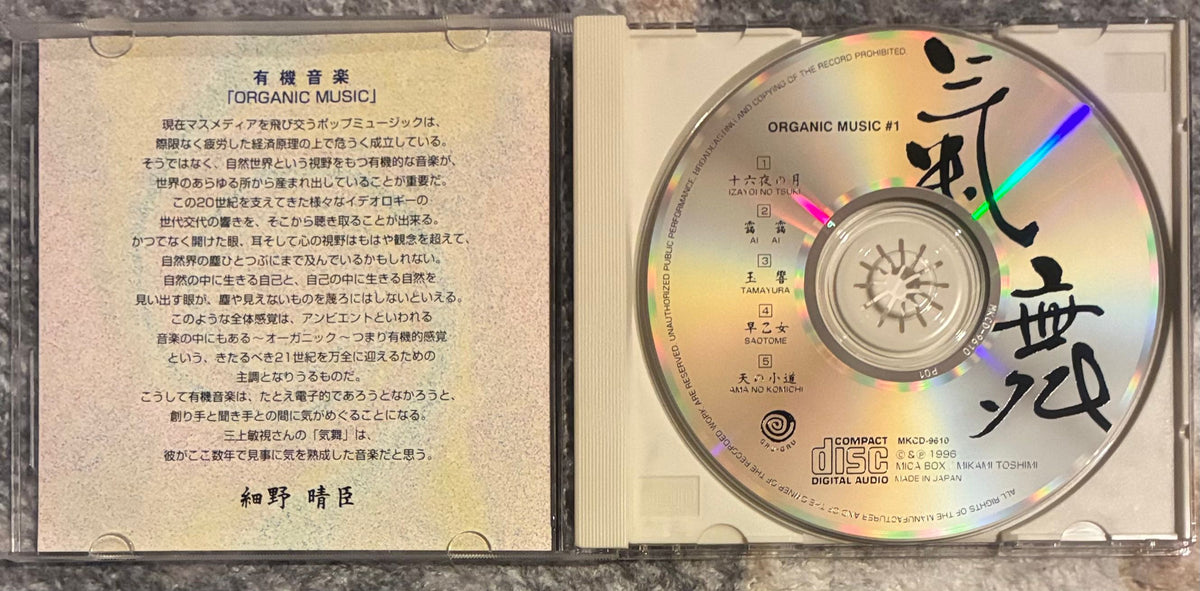 有機音楽
「ORGANIC MUSIC」
現在マスメディアを飛び交うポップミュージックは、
際限なく疲労した経済原理の上で危うく成立している。
そうではなく、自然世界という視野をもつ有機的な音楽が、
世界のあらゆる所から産まれ出していることが重要だ。
この20世紀を支えてきた様々なイデオロギーの
世代交代の響きを、そこから聴き取ることが出来る。
かつてなく開けた眼、耳そして心の視野はもはや観念を超えて、
自然界の塵ひとつぶにまで及んでいるかもしれない。
自然の中に生きる自己と、自己の中に生きる自然を
見い出す眼が、塵や見えないものを蔑ろにはしないといえる。
このような全体感覚は、アンビエントといわれる
音楽の中にもある〜オーガニック〜つまり有機的感覚
という、きたるべき21世紀を万全に迎えるための
主調となりうるものだ。
こうして有機音楽は、たとえ電子的であろうとなかろうと、
創り手と聞き手との間に気がめぐることになる。
三上敏視さんの「気舞」は、
彼がここ数年で見事に気を熟成した音楽だと思う。
細野 晴臣
ORGANIC MUSIC #1
1
十六夜の月
IZAYOI NO TSUKI
2
靄 靄
AI AI
3
玉響
TAMAYURA
4
早乙女
SAOTOME
5
天の小道
AMA NO KOMICHI
GRU-GRU
COMPACT
disc
DIGITAL AUDIO
MKCD-9610
©&℗ 1996
MICA BOX, MIKAMI TOSHIMI
MADE IN JAPAN
氣舞
MKCD-9610 P01
ALL RIGHTS OF THE MANUFACTURER AND OF THE OWNER OF THE RECORDED WORK ARE RESERVED. UNAUTHORIZED PUBLIC PERFORMANCE, BROADCASTING AND COPYING OF THE RECORD PROHIBITED.